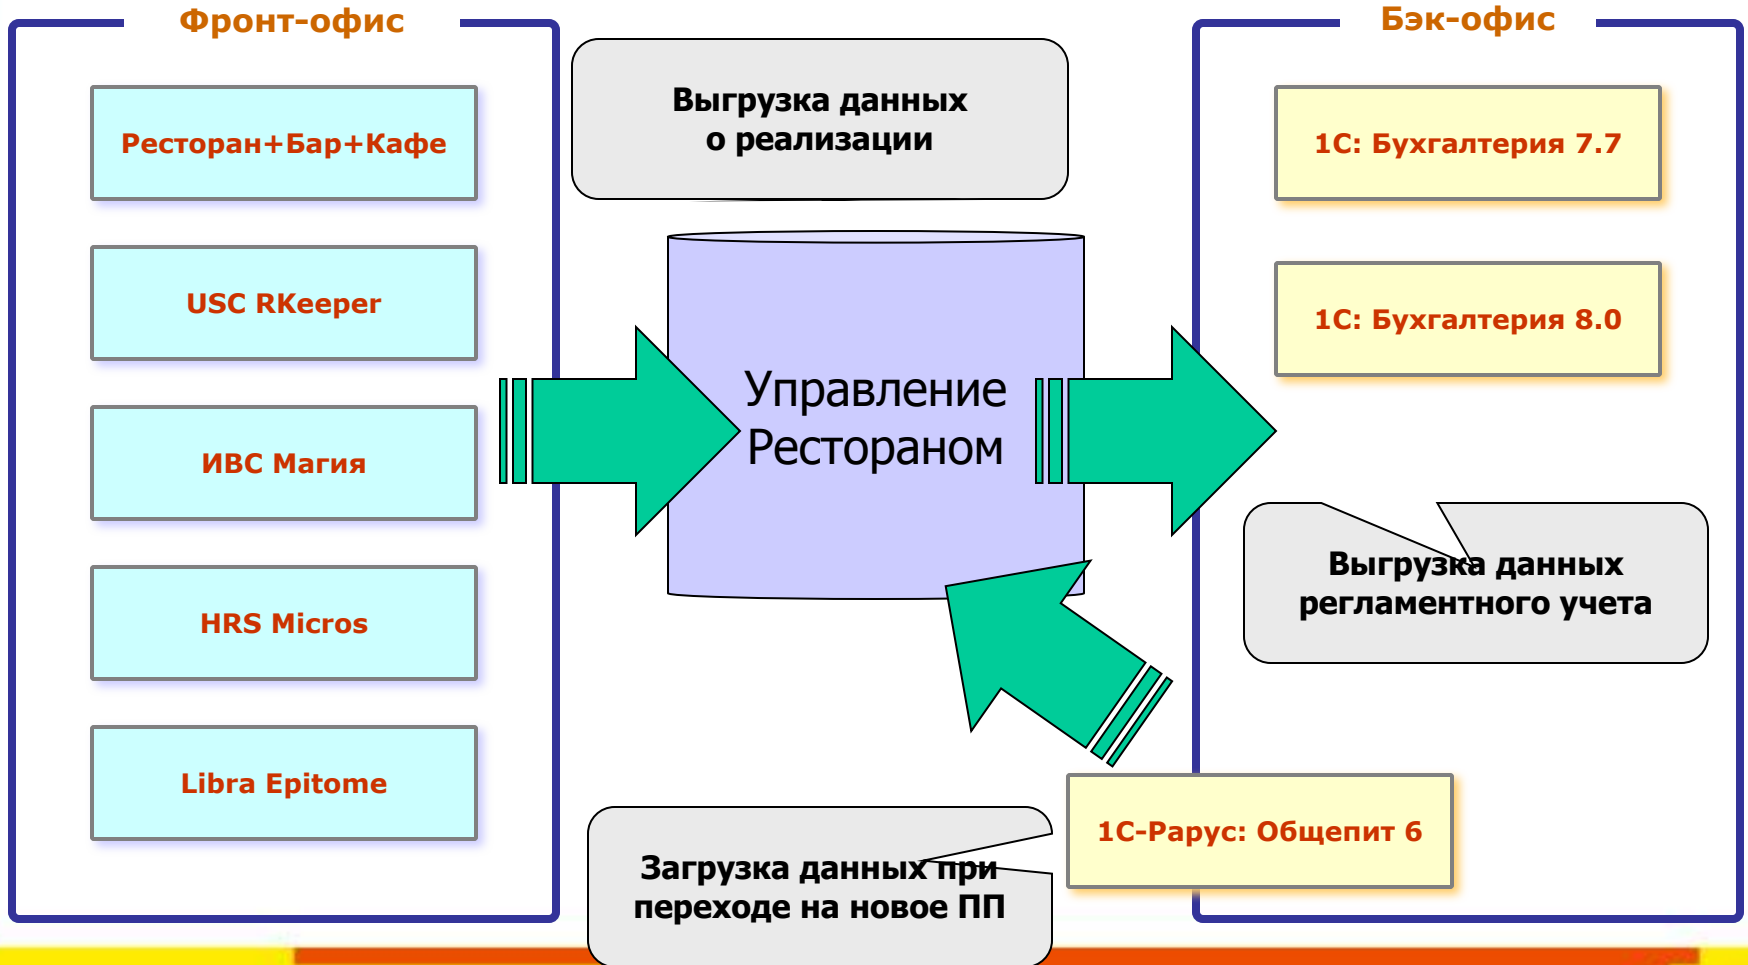 Фронт-офис
Ресторан+Бар+Кафе
USC RKeeper
ИВС Магия
HRS Micros
Libra Epitome
Выгрузка данных
о реализации
Управление
Рестораном
Загрузка данных при
переходе на новое ПП
Бэк-офис
1С: Бухгалтерия 7.7
1С: Бухгалтерия 8.0
Выгрузка данных
регламентного учета
1С-Рарус: Общепит 6